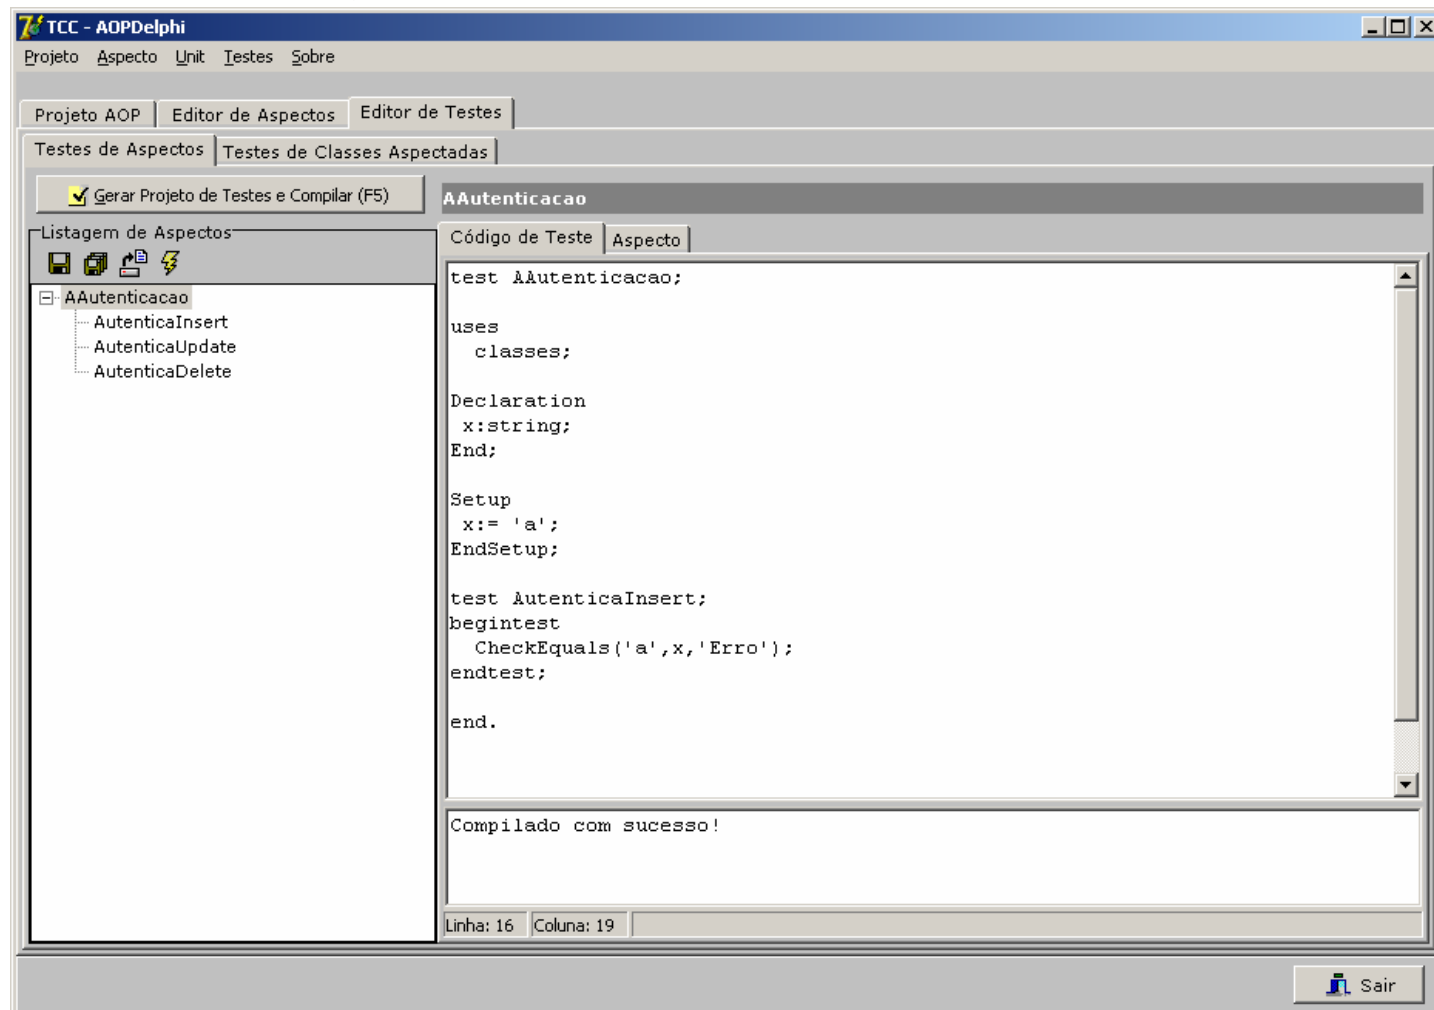 TCC - AOPDelphi
Projeto Aspecto Unit Testes Sobre
Projeto AOP Editor de Aspectos Editor de Testes
Testes de Aspectos Testes de Classes Aspectadas
Gerar Projeto de Testes e Compilar (F5)
AAutenticacao
Listagem de Aspectos
AAutenticacao
AutenticaInsert
AutenticaUpdate
AutenticaDelete
Código de Teste Aspecto
test AAutenticacao;
uses
classes;
Declaration
x:string;
End;
Setup
x:= 'a';
EndSetup;
test AutenticaInsert;
begintest
CheckEquals('a',x,'Erro');
endtest;
end.
Compilado com sucesso!
Linha: 16 Coluna: 19
Sair